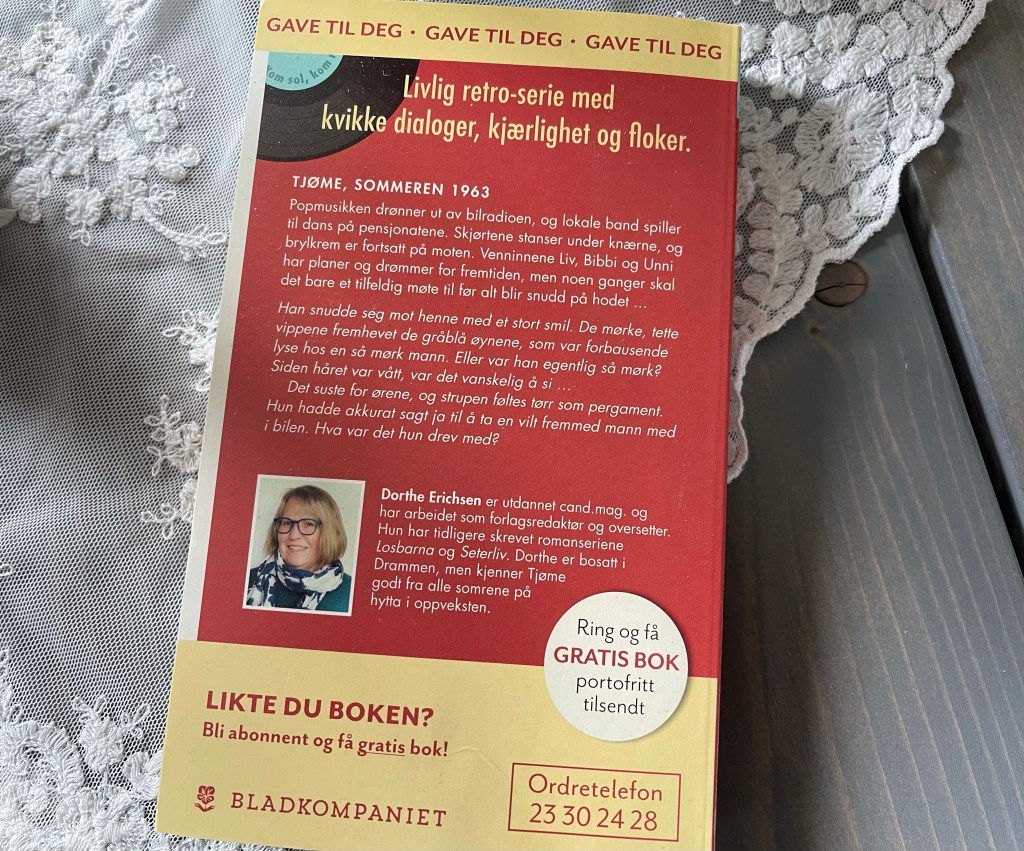 GAVE TIL DEG · GAVE TIL DEG · GAVE TIL DEG
om sol, kom
Livlig retro-serie med
kvikke dialoger, kjærlighet og floker.
TJØME, SOMMEREN 1963
Popmusikken drønner ut av bilradioen, og lokale band spiller
til dans på pensjonatene. Skjørtene stanser under knærne, og
brylkrem er fortsatt på moten. Venninnene Liv, Bibbi og Unni
har planer og drømmer for fremtiden, men noen ganger skal
det bare et tilfeldig møte til før alt blir snudd på hodet ...
Han snudde seg mot henne med et stort smil. De mørke, tette
vippene fremhevet de gråblå øynene, som var forbausende
lyse hos en så mørk mann. Eller var han egentlig så mørk?
Siden håret var vått, var det vanskelig å si ...
Det suste for ørene, og strupen føltes tørr som pergament.
Hun hadde akkurat sagt ja til å ta en vilt fremmed mann med
i bilen. Hva var det hun drev med?
Dorthe Erichsen er utdannet cand.mag. og
har arbeidet som forlagsredaktør og oversetter.
Hun har tidligere skrevet romanseriene
Losbarna og Seterliv. Dorthe er bosatt i
Drammen, men kjenner Tjøme
godt fra alle somrene på
hytta i oppveksten.
Ring og få
GRATIS BOK
portofritt
tilsendt
LIKTE DU BOKEN?
Bli abonnent og få gratis bok!
BLADKOMPANIET
Ordretelefon
23 30 24 28